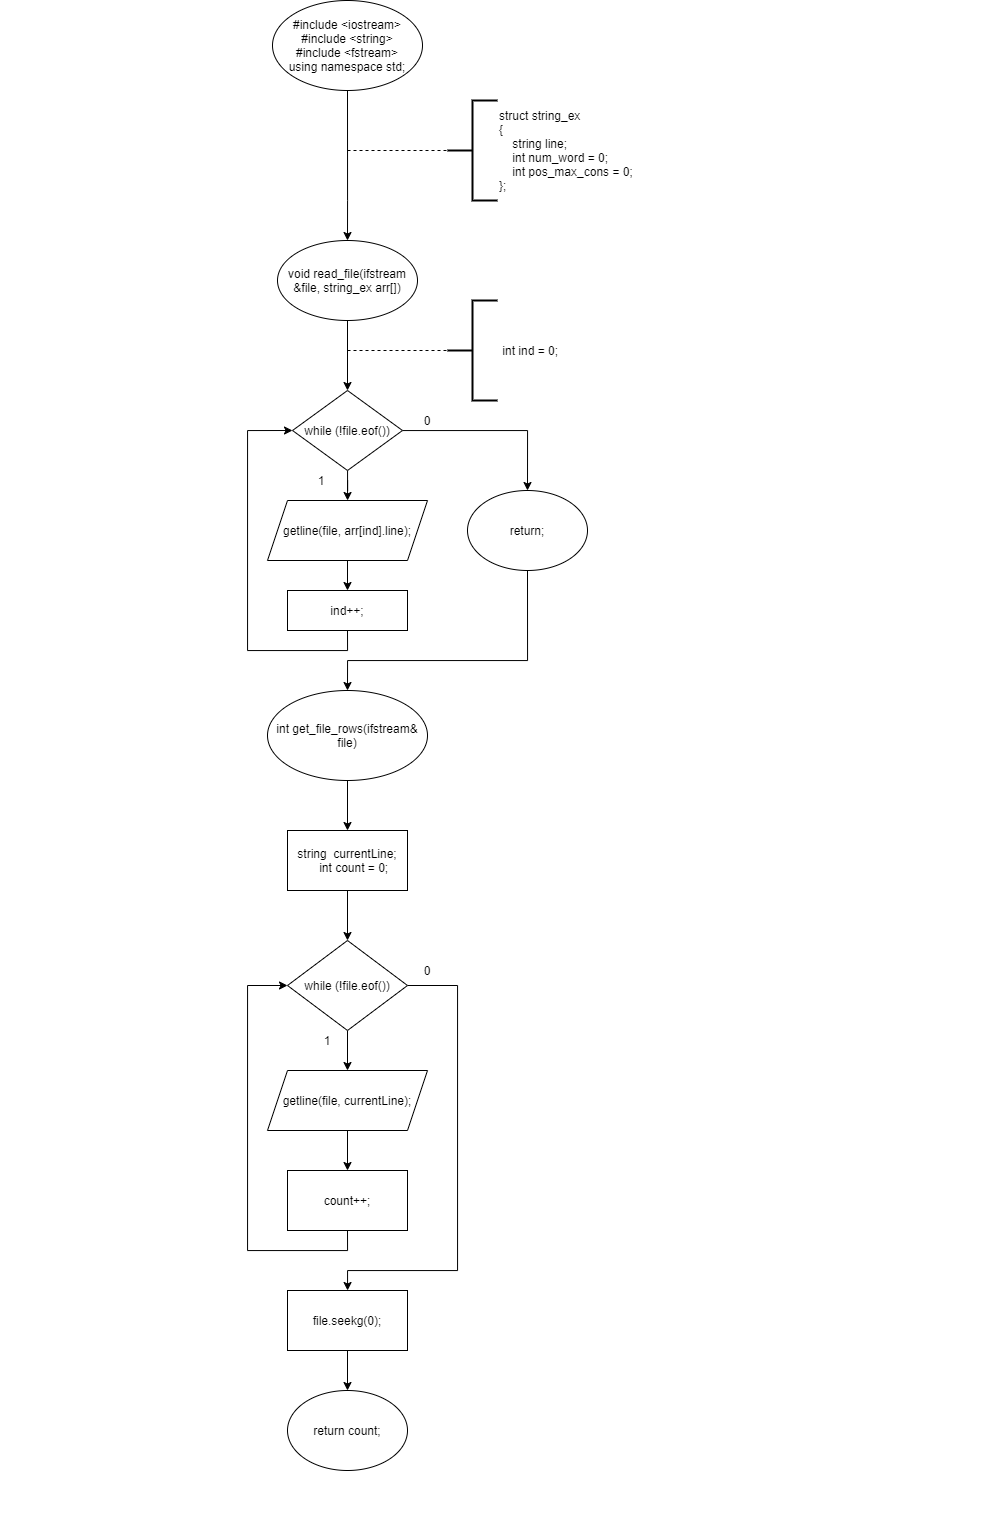 #include <iostream>
#include <string>
#include <fstream>
using namespace std;
struct string_ex
{
    string line;
    int num_word = 0;
    int pos_max_cons = 0;
};
void read_file(ifstream
&file, string_ex arr[])
int ind = 0;
while (!file.eof())
0
1
getline(file, arr[ind].line);
return;
ind++;
int get_file_rows(ifstream&
file)
string  currentLine;
    int count = 0;
while (!file.eof())
0
1
getline(file, currentLine);
count++;
file.seekg(0);
return count;